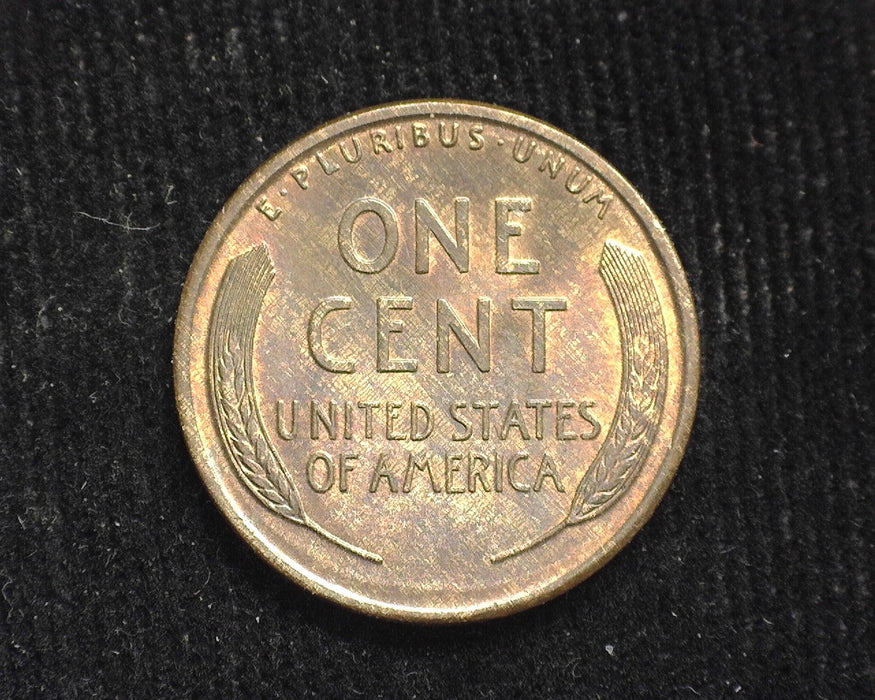 E·PLURIBUS·UNUM
ONE
CENT
UNITED STATES
OF AMERICA